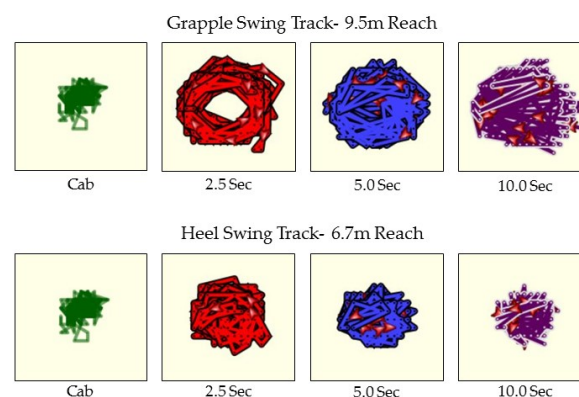 Grapple Swing Track- 9.5m Reach
Cab
2.5 Sec
5.0 Sec
10.0 Sec
Heel Swing Track- 6.7m Reach
Cab
2.5 Sec
5.0 Sec
10.0 Sec